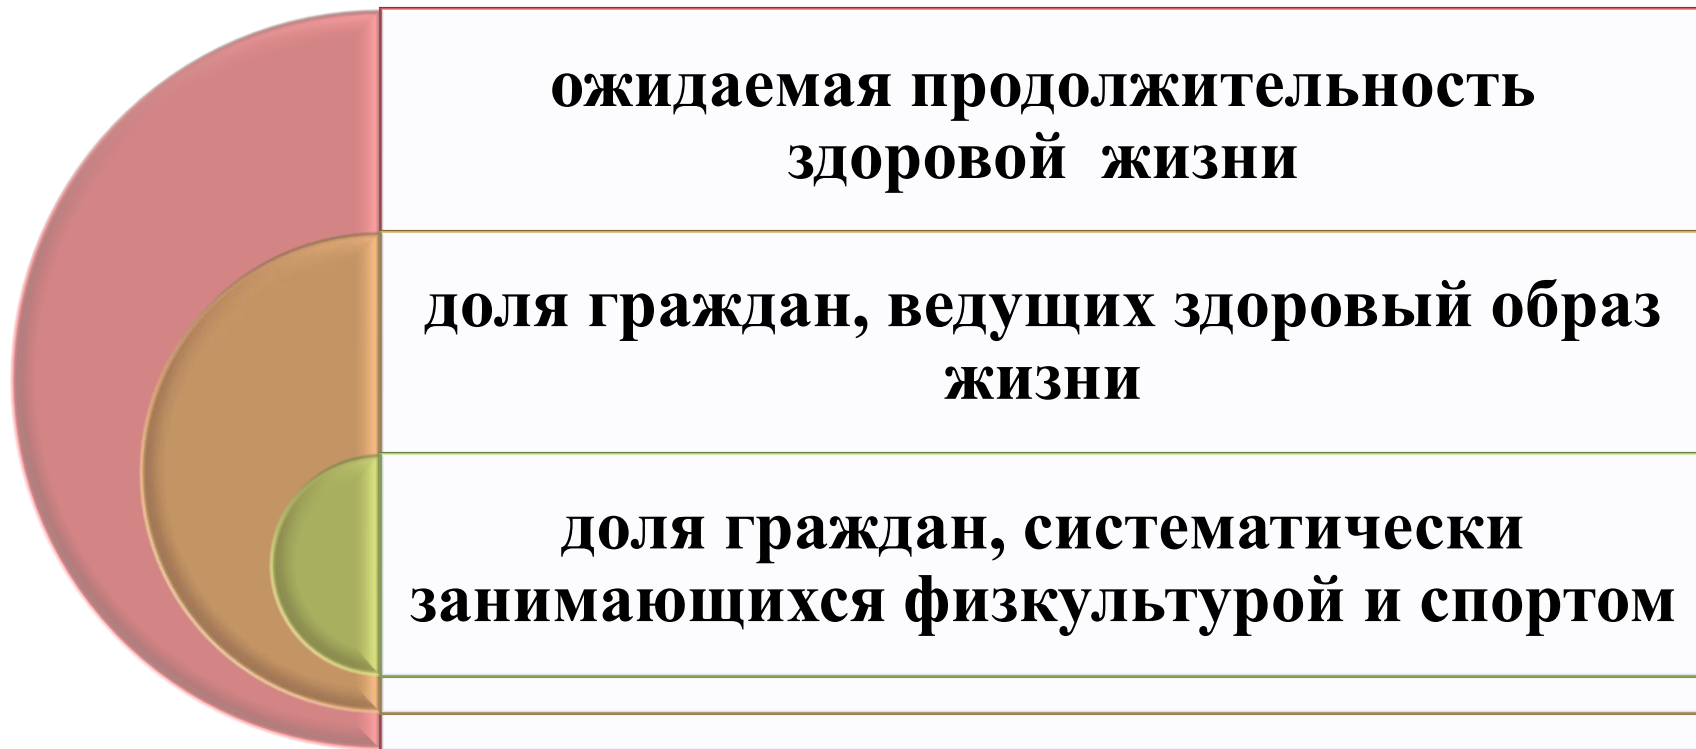 ожидаемая продолжительность
здоровой жизни
доля граждан, ведущих здоровый образ
жизни
доля граждан, систематически
занимающихся физкультурой и спортом